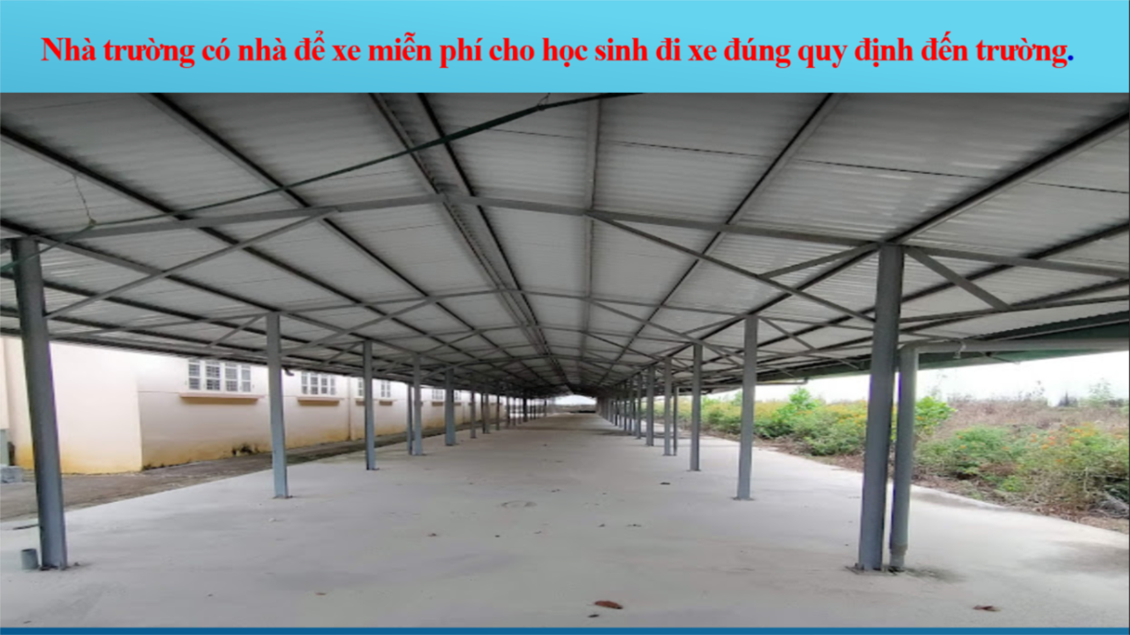 Nhà trường có nhà để xe miễn phí cho học sinh đi xe đúng quy định đến trường.